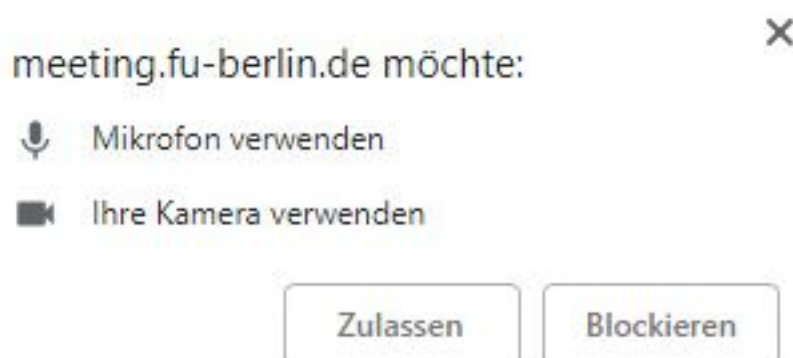 meeting.fu-berlin.de möchte:
Mikrofon verwenden
Ihre Kamera verwenden
Zulassen Blockieren